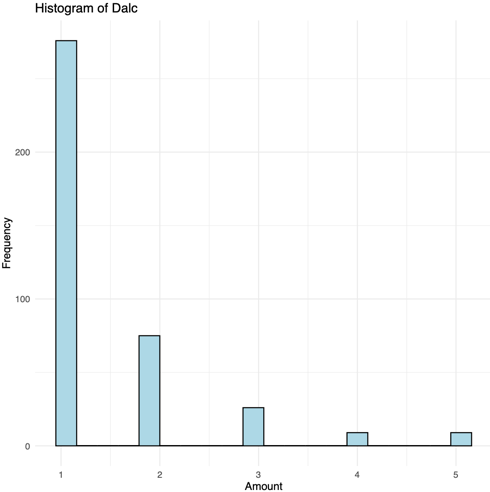 Histogram of Dalc
Frequency
200
100
0
1 2 3 4 5
Amount